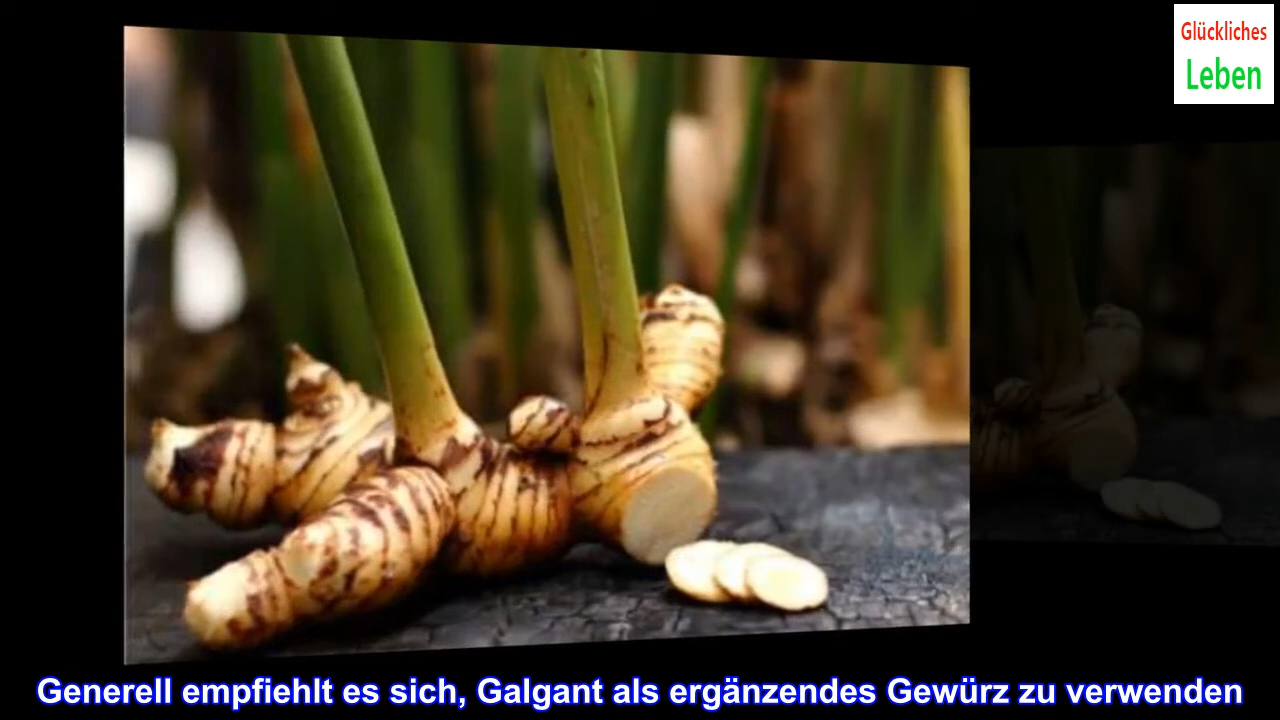 Glückliches
Leben
Generell empfiehlt es sich, Galgant als ergänzendes Gewürz zu verwenden